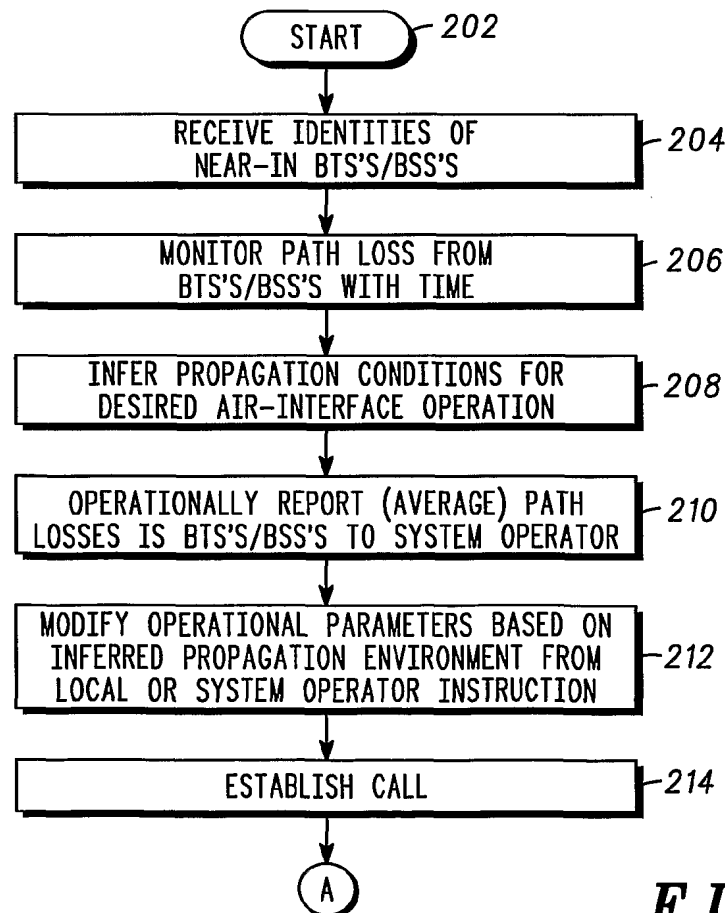 START
202
RECEIVE IDENTITIES OF
NEAR-IN BTS'S/BSS'S
204
MONITOR PATH LOSS FROM
BTS'S/BSS'S WITH TIME
206
INFER PROPAGATION CONDITIONS FOR
DESIRED AIR-INTERFACE OPERATION
208
OPERATIONALLY REPORT (AVERAGE) PATH
LOSSES IS BTS'S/BSS'S TO SYSTEM OPERATOR
210
MODIFY OPERATIONAL PARAMETERS BASED ON
INFERRED PROPAGATION ENVIRONMENT FROM
LOCAL OR SYSTEM OPERATOR INSTRUCTION
212
ESTABLISH CALL
214
A
F I